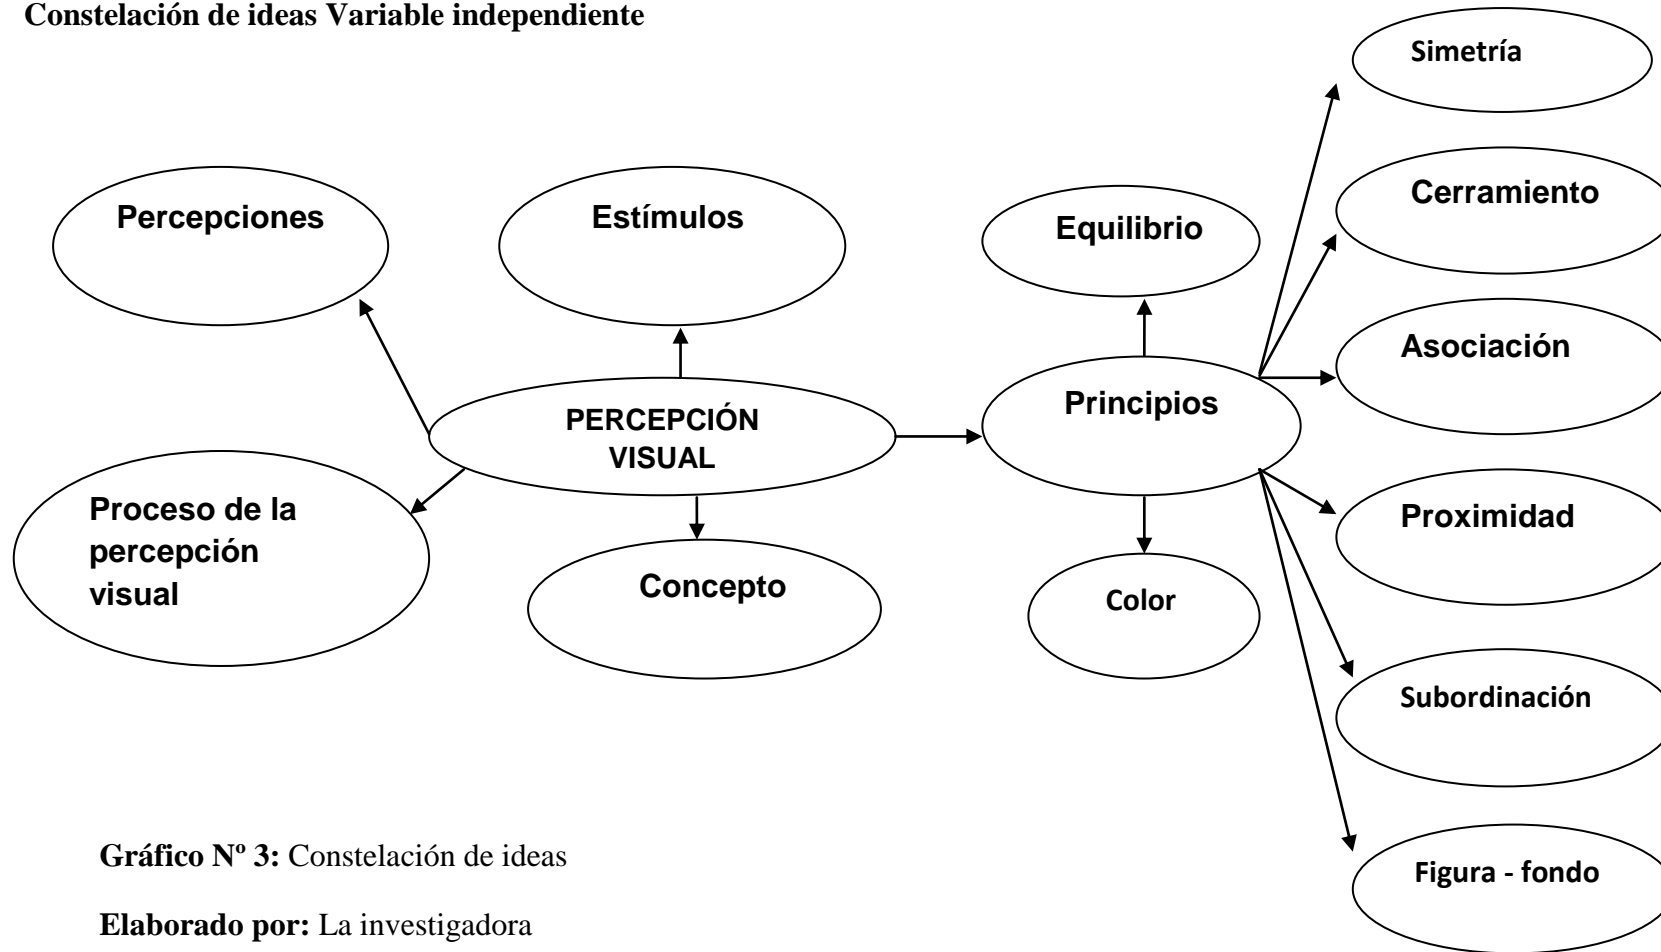 Constelación de ideas Variable independiente
Simetría
Percepciones
Estímulos
Equilibrio
Cerramiento
Asociación
PERCEPCIÓN
VISUAL
Principios
Proceso de la
percepción
visual
Concepto
Color
Proximidad
Subordinación
Figura - fondo
Gráfico Nº 3: Constelación de ideas
Elaborado por: La investigadora